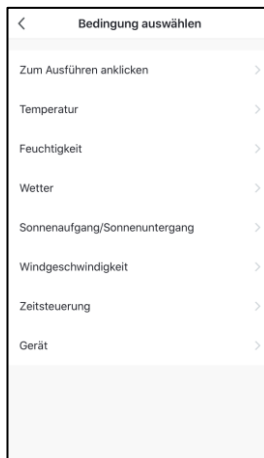 Bedingung auswählen
Zum Ausführen anklicken
Temperatur
Feuchtigkeit
Wetter
Sonnenaufgang/Sonnenuntergang
Windgeschwindigkeit
Zeitsteuerung
Gerät